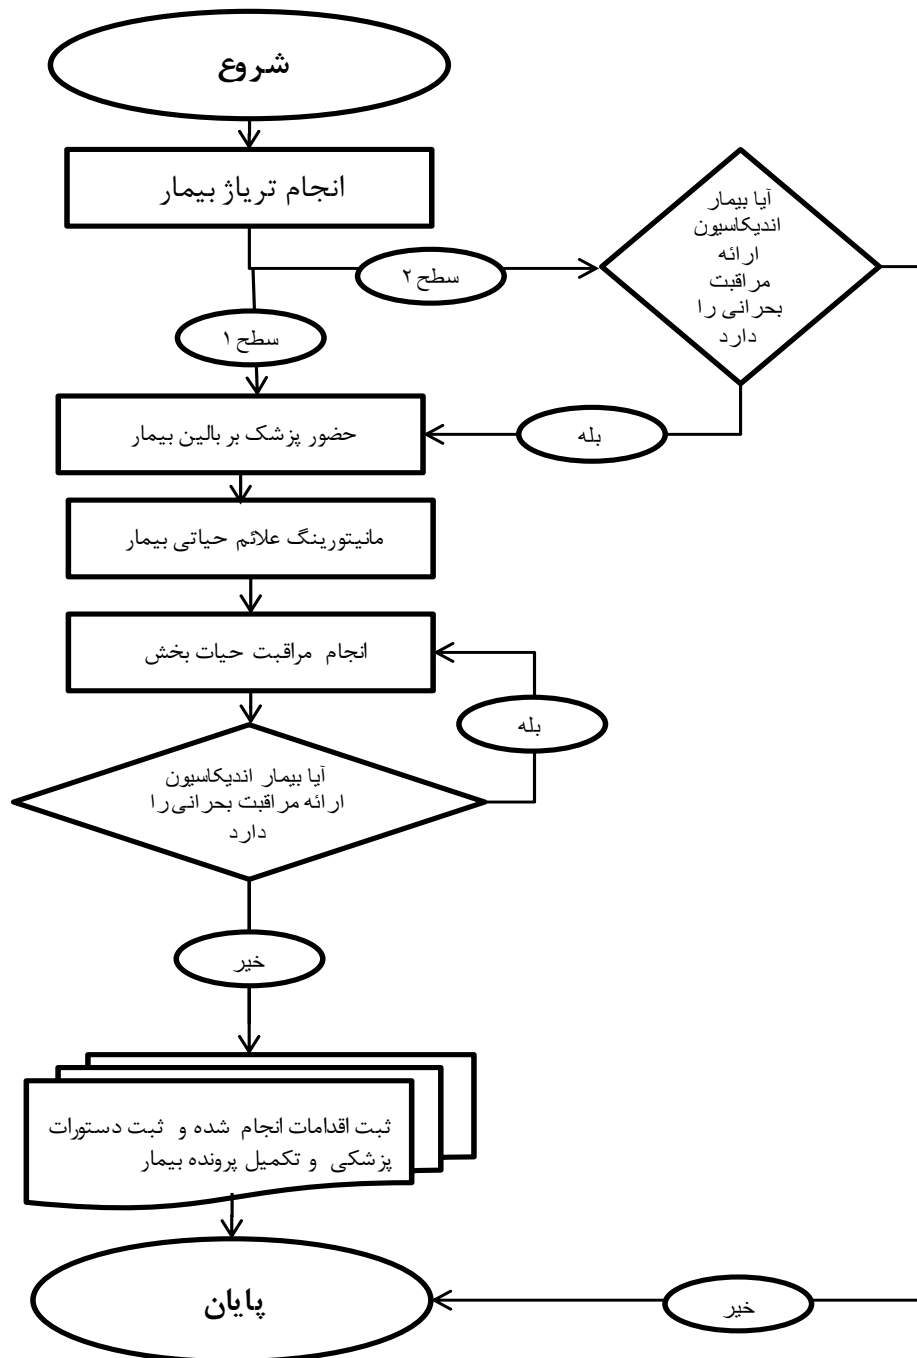 شروع
انجام تریاژ بیمار
آیا بیمار
اندیکاسیون
ارائه
مراقبت
بحرانی را
دارد
سطح ۲
سطح ۱
حضور پزشک بر بالین بیمار
بله
مانیتورینگ علائم حیاتی بیمار
انجام مراقبت حیات بخش
بله
آیا بیمار اندیکاسیون
ارائه مراقبت بحرانی را
دارد
خیر
ثبت اقدامات انجام شده و ثبت دستورات
پزشکی و تکمیل پرونده بیمار
پایان
خیر